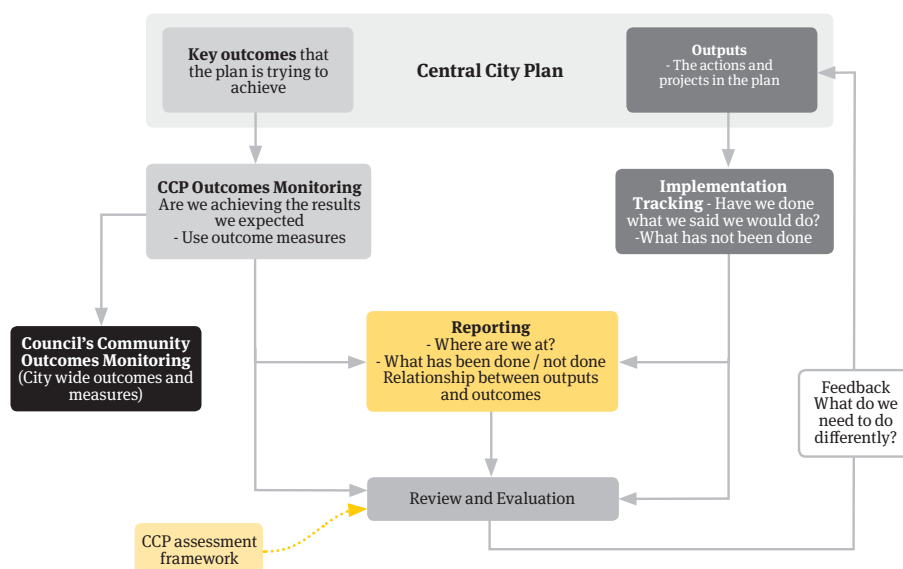 Key outcomes that
the plan is trying to
achieve
Central City Plan
Outputs
- The actions and
projects in the plan
CCP Outcomes Monitoring
Are we achieving the results
we expected
- Use outcome measures
Implementation
Tracking - Have we done
what we said we would do?
-What has not been done
Council’s Community
Outcomes Monitoring
(City wide outcomes and
measures)
Reporting
- Where are we at?
- What has been done / not done
Relationship between outputs
and outcomes
Feedback
What do we
need to do
differently?
Review and Evaluation
CCP assessment
framework